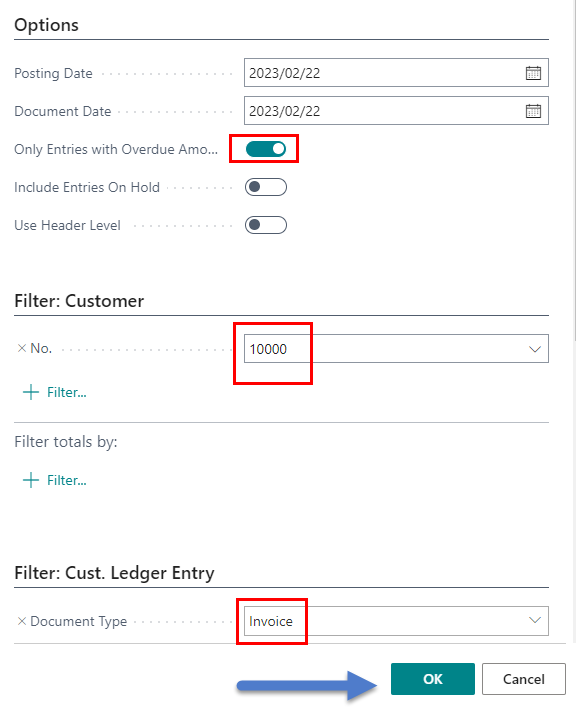 Options
Posting Date 2023/02/22
Document Date 2023/02/22
Only Entries with Overdue Amo...
Include Entries On Hold
Use Header Level
Filter: Customer
× No. 10000
+ Filter...
Filter totals by:
+ Filter...
Filter: Cust. Ledger Entry
× Document Type Invoice
OK Cancel